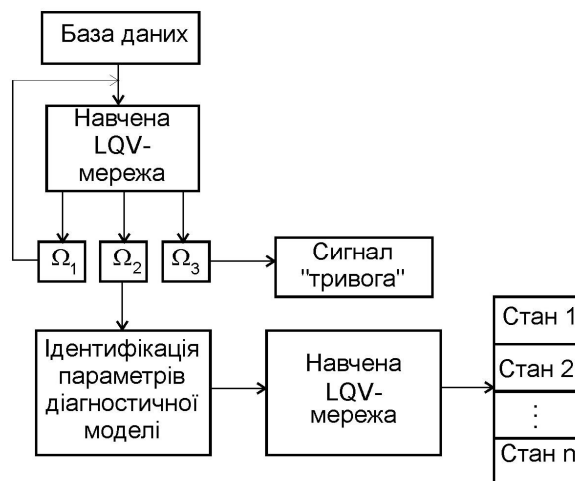 База даних
Навчена
LQV-
мережа
Ω1
Ω2
Ω3
Сигнал
"тривога"
Ідентифікація
параметрів
діагностичної
моделі
Навчена
LQV-
мережа
Стан 1
Стан 2
⋮
Стан n